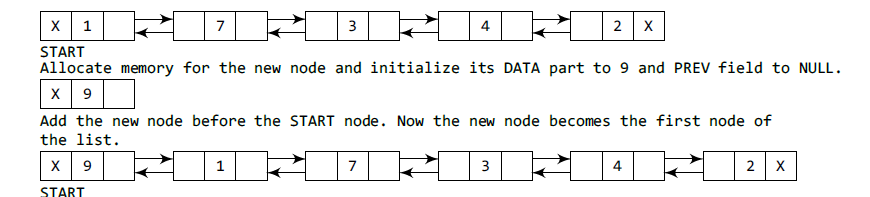 X 1 7 3 4 2 X
START
Allocate memory for the new node and initialize its DATA part to 9 and PREV field to NULL.
X 9
Add the new node before the START node. Now the new node becomes the first node of
the list.
X 9 1 7 3 4 2 X
START